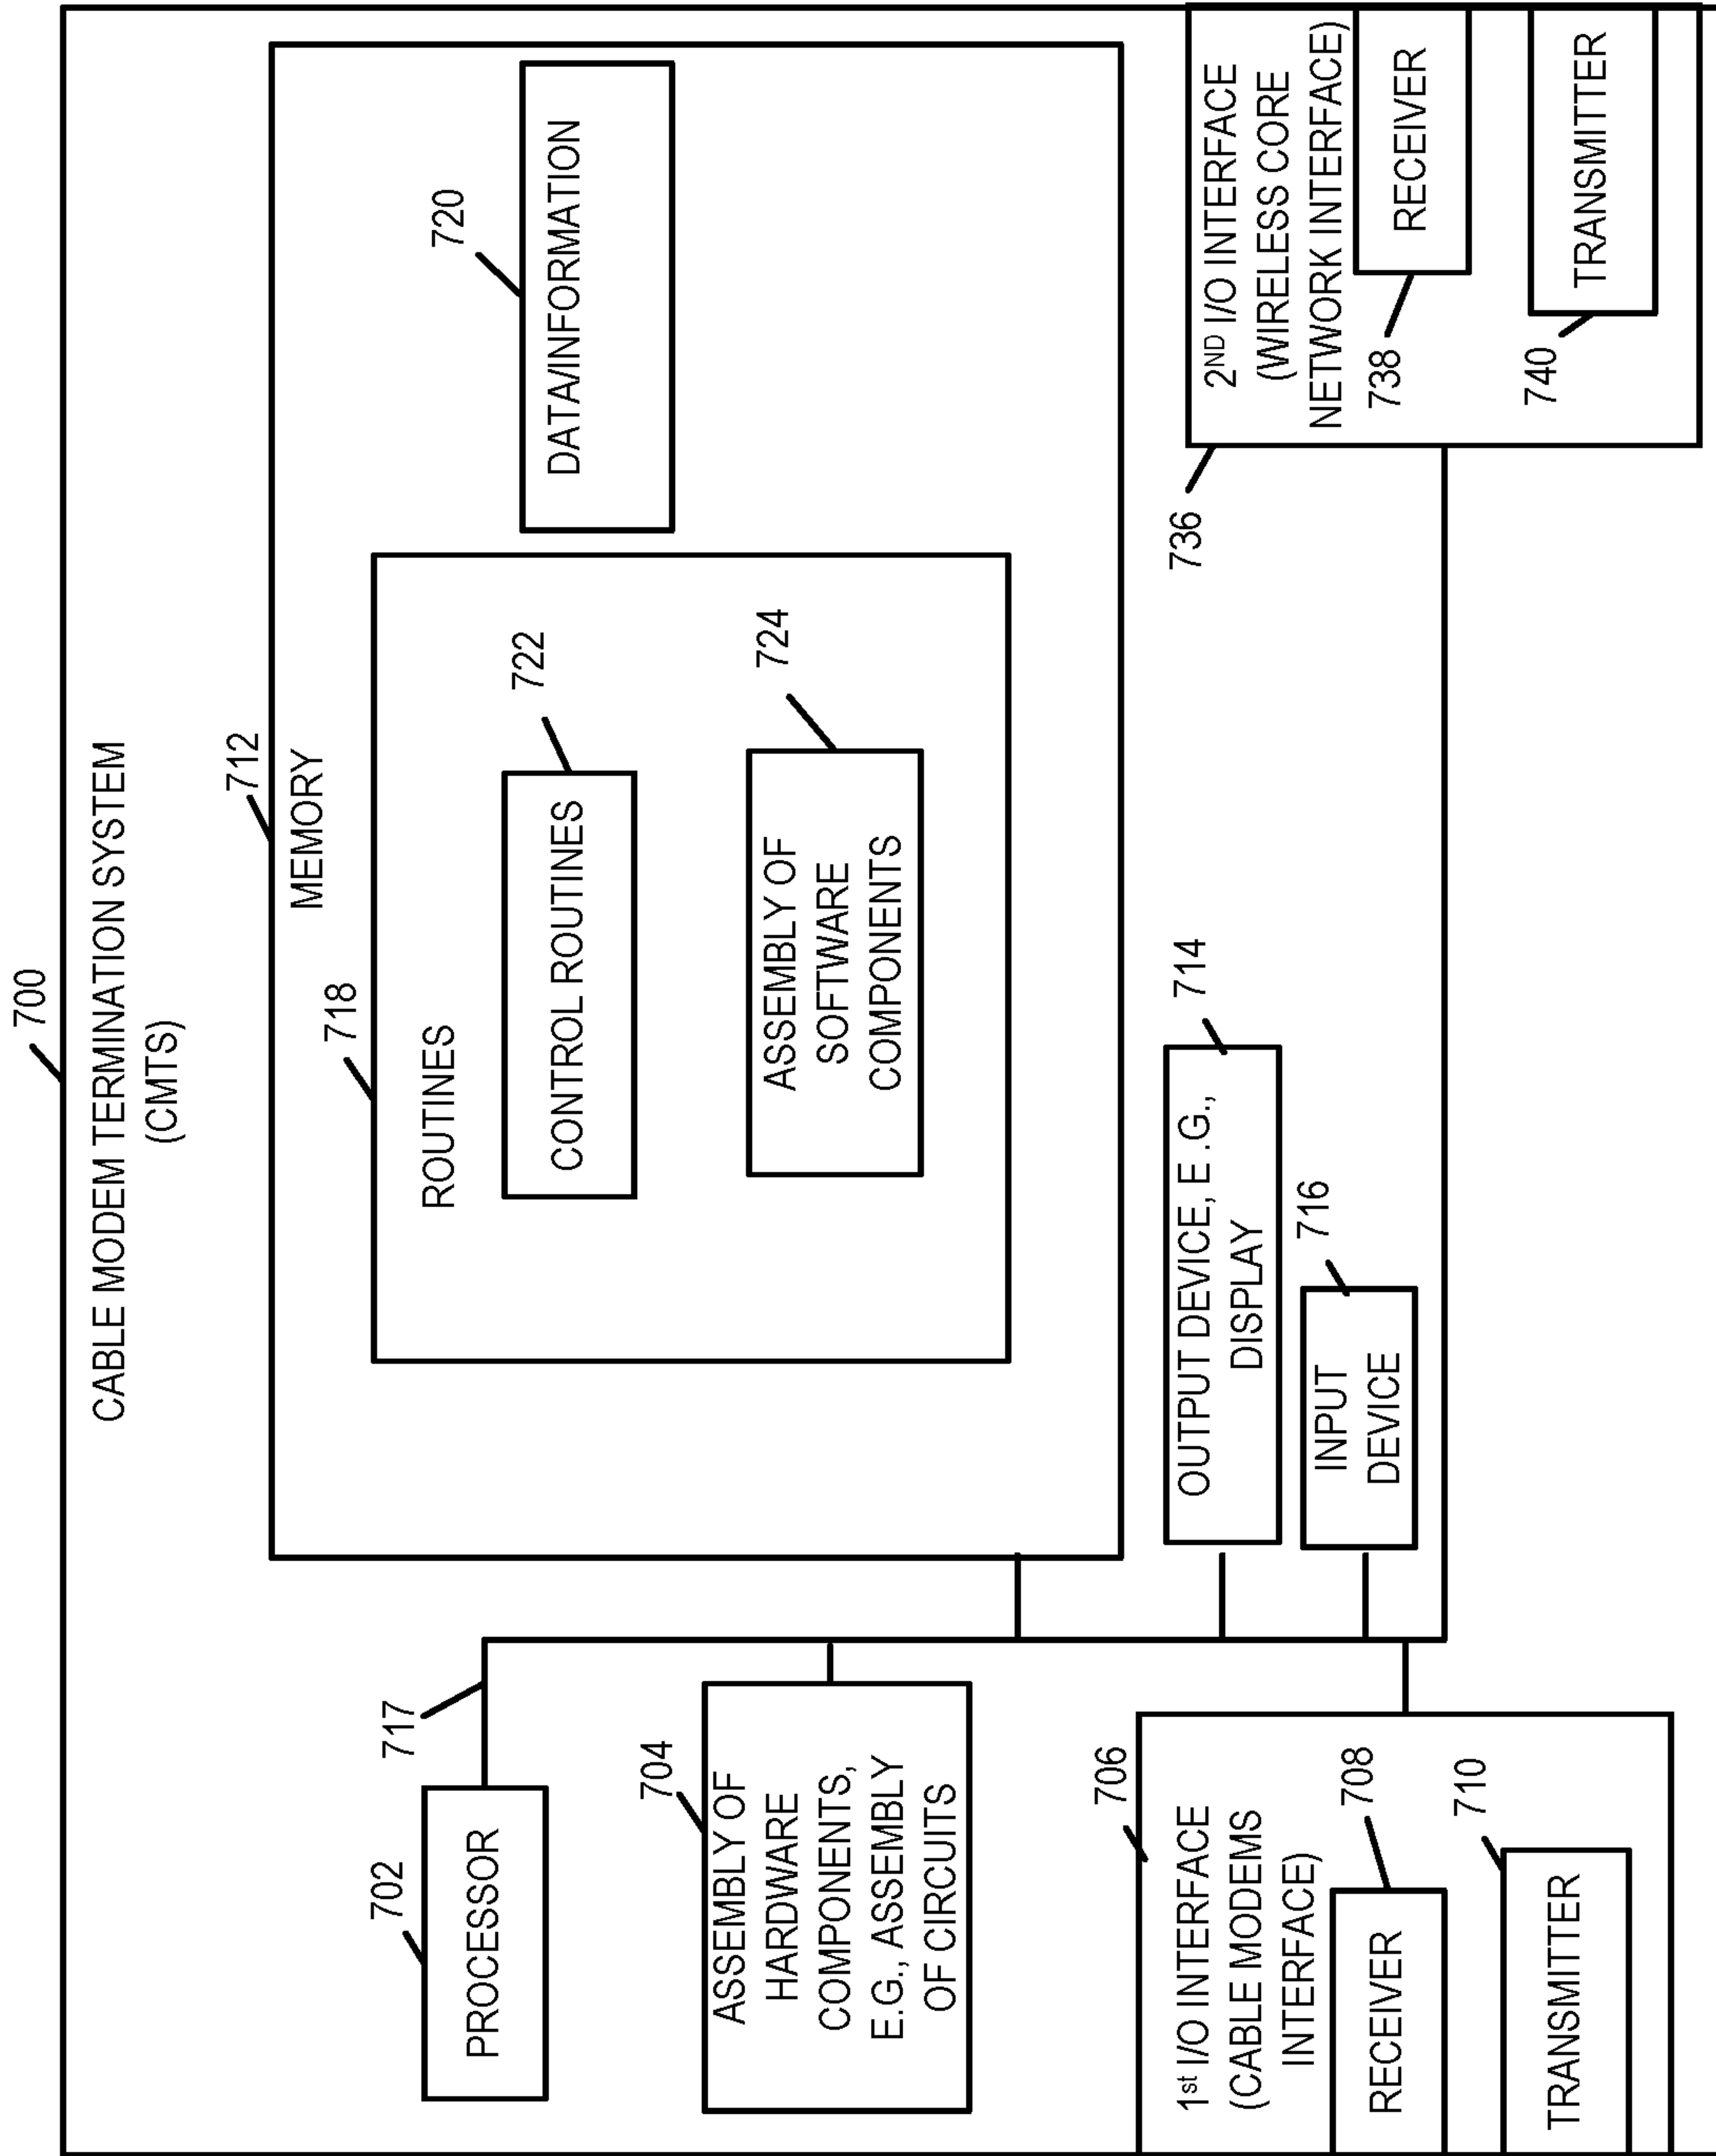 700
CABLE MODEM TERMINATION SYSTEM
(CMTS)
702
PROCESSOR
717
704
ASSEMBLY OF
HARDWARE
COMPONENTS,
E.G., ASSEMBLY
OF CIRCUITS
706
1st I/O INTERFACE
(CABLE MODEMS
INTERFACE)
708
RECEIVER
710
TRANSMITTER
712
MEMORY
718
ROUTINES
722
CONTROL ROUTINES
724
ASSEMBLY OF
SOFTWARE
COMPONENTS
720
DATA/INFORMATION
714
OUTPUT DEVICE, E .G.,
DISPLAY
716
INPUT
DEVICE
736
2ND I/O INTERFACE
(WIRELESS CORE
NETWORK INTERFACE)
738
RECEIVER
740
TRANSMITTER